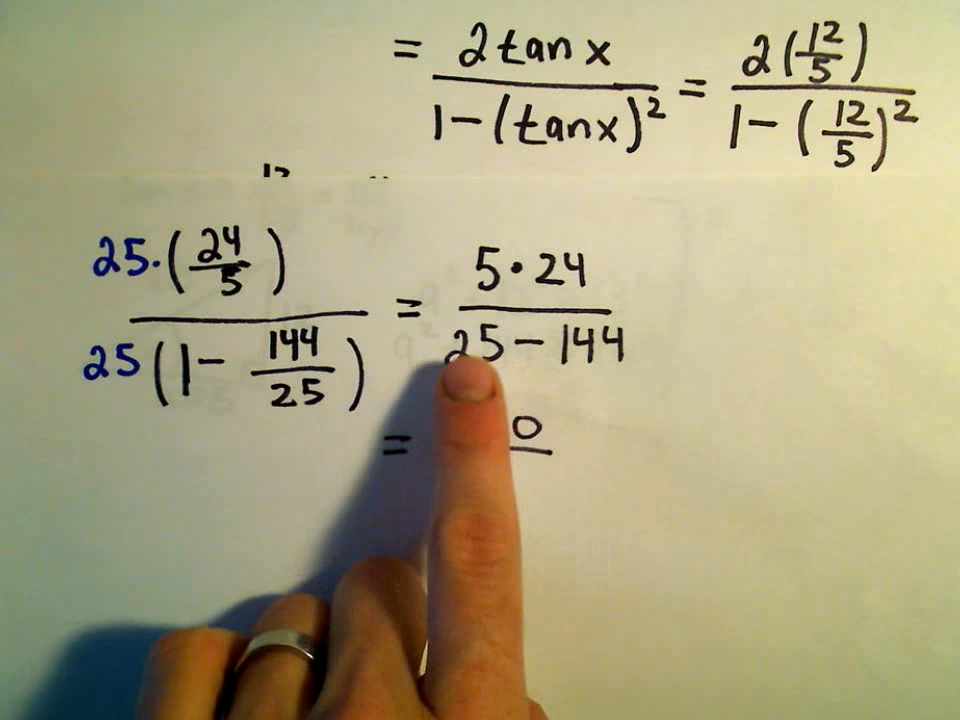 = 2 tan x / 1 - (tan x)² = 2(12/5) / 1 - (12/5)²
25·(24/5) / 25(1 - 144/25) = 5·24 / 25 - 144
= 0